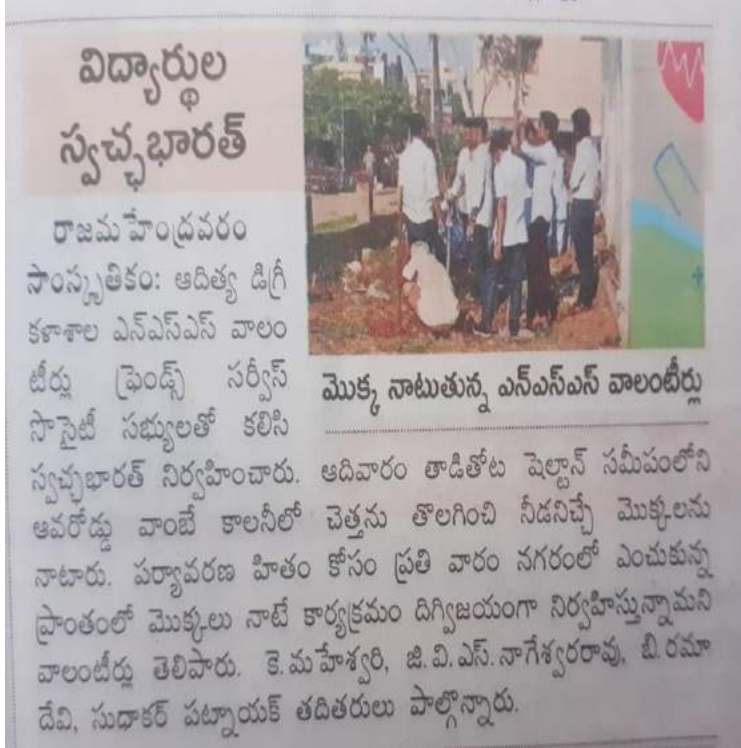 విద్యార్థుల
స్వచ్ఛభారత్
రాజమహేంద్రవరం
సాంస్కృతికం: ఆదిత్య డిగ్రీ
కళాశాల ఎన్ఎస్ఎస్ వాలం
టీర్లు ఫ్రెండ్స్ సర్వీస్
సొసైటీ సభ్యులతో కలిసి
మొక్క నాటుతున్న ఎన్ఎస్ఎస్ వాలంటీర్లు
స్వచ్ఛభారత్ నిర్వహించారు. ఆదివారం తాడితోట షెల్టాన్ సమీపంలోని
ఆవరోడ్డు వాంబే కాలనీలో చెత్తను తొలగించి నీడనిచ్చే మొక్కలను
నాటారు. పర్యావరణ హితం కోసం ప్రతి వారం నగరంలో ఎంచుకున్న
ప్రాంతంలో మొక్కలు నాటే కార్యక్రమం దిగ్విజయంగా నిర్వహిస్తున్నామని
వాలంటీర్లు తెలిపారు. కె.మహేశ్వరి, జి.వి.ఎస్.నాగేశ్వరరావు, బి.రమా
దేవి, సుధాకర్ పట్నాయక్ తదితరులు పాల్గొన్నారు.